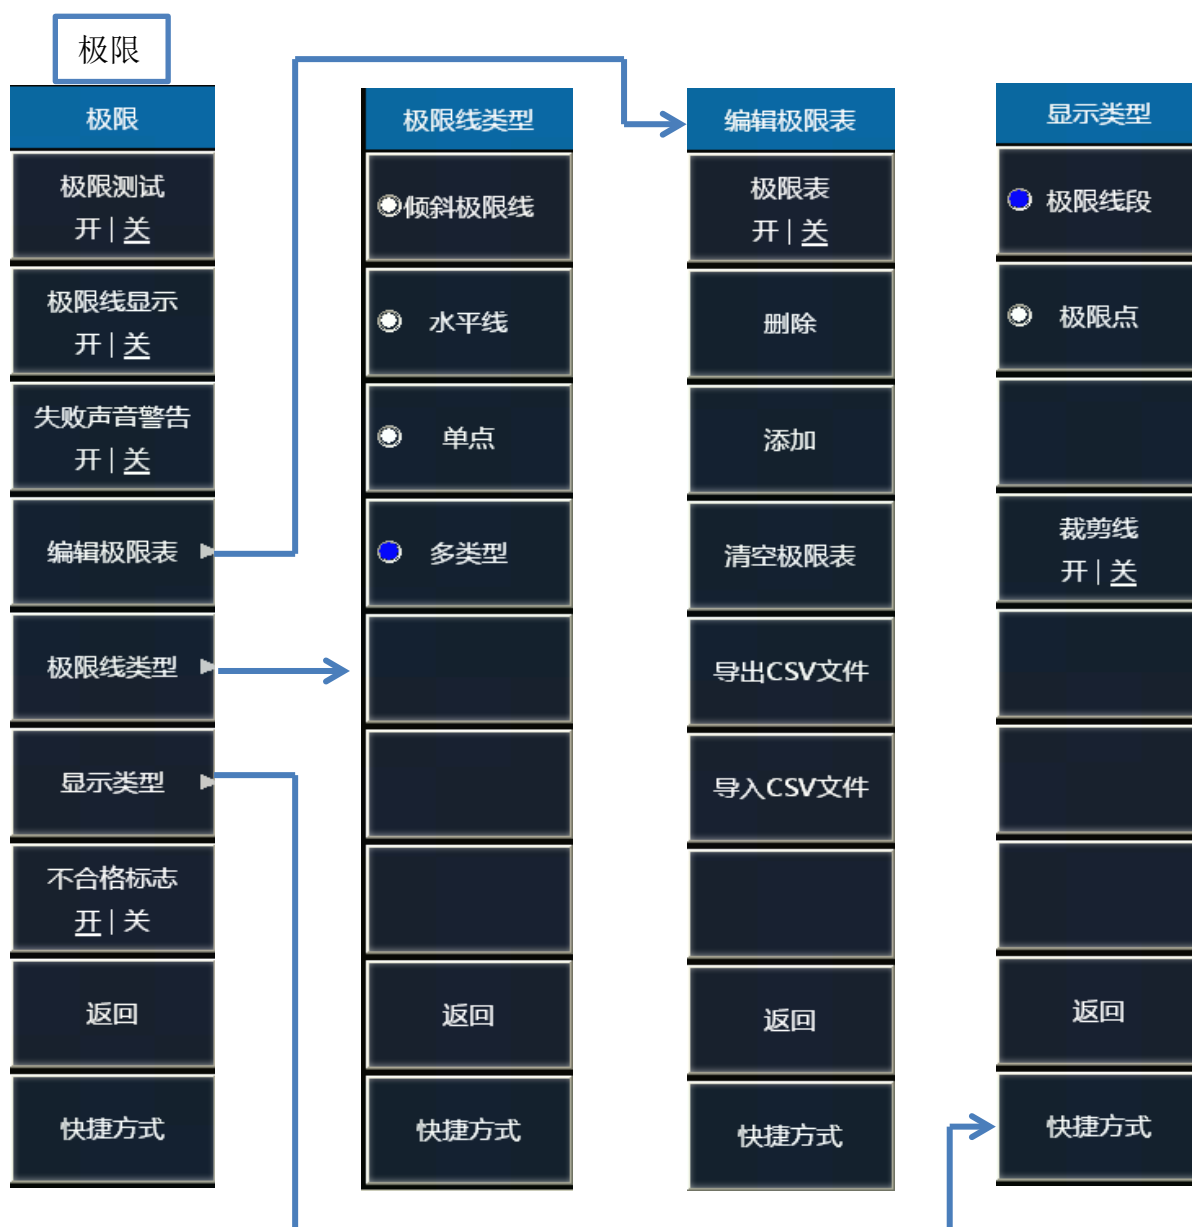 极限
极限
极限测试
开 | 关
极限线显示
开 | 关
失败声音警告
开 | 关
编辑极限表
极限线类型
显示类型
不合格标志
开 | 关
返回
快捷方式
极限线类型
倾斜极限线
水平线
单点
多类型
返回
快捷方式
编辑极限表
极限表
开 | 关
删除
添加
清空极限表
导出CSV文件
导入CSV文件
返回
快捷方式
显示类型
极限线段
极限点
裁剪线
开 | 关
返回
快捷方式